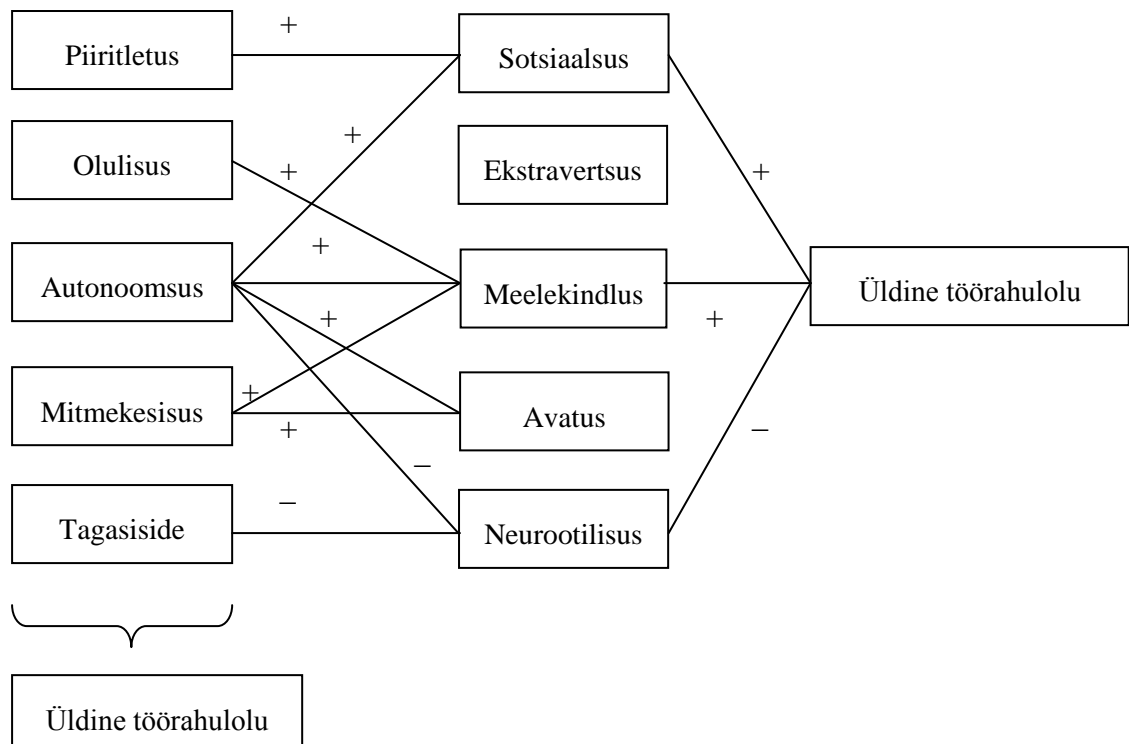 +
Piiritletus
Sotsiaalsus
+
Olulisus
+
Ekstravertsus
+
+
Autonoomsus
Meelekindlus
Üldine töörahulolu
+
+
+
Mitmekesisus
Avatus
+
–
–
–
Tagasiside
Neurootilisus
Üldine töörahulolu